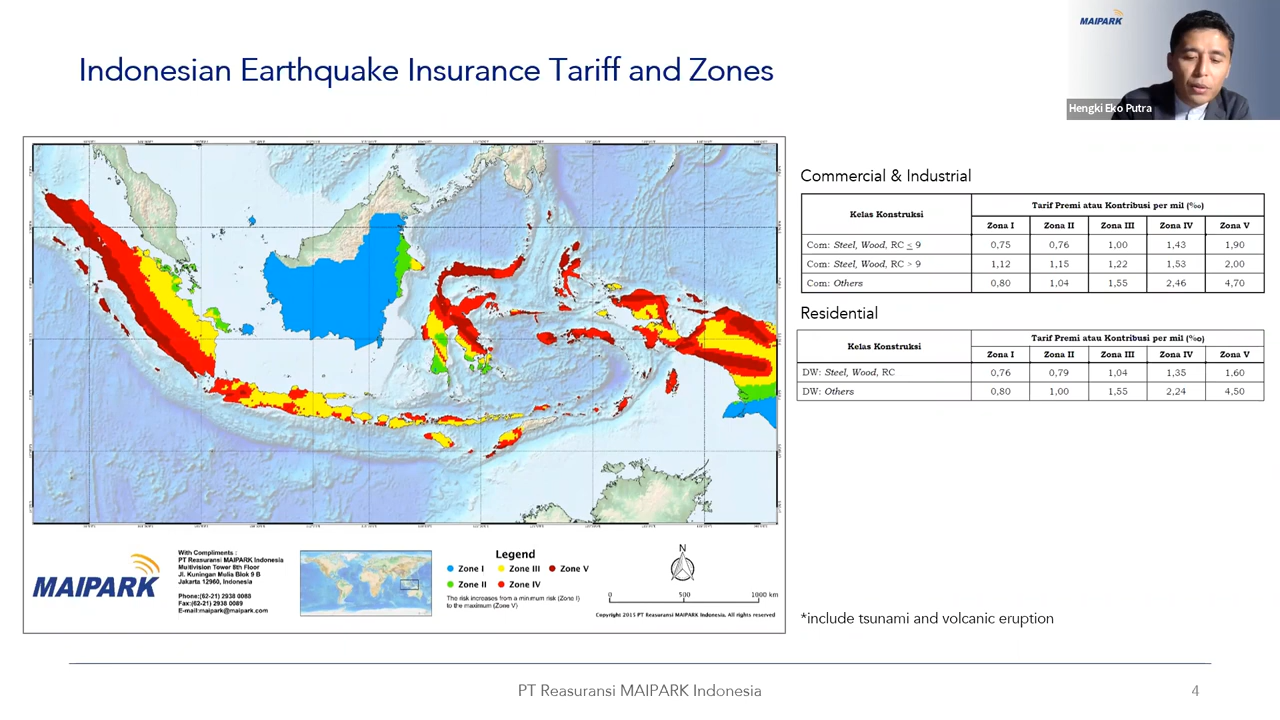 Indonesian Earthquake Insurance Tariff and Zones
MAIPARK
Hengki Eko Putra
Commercial & Industrial
Kelas Konstruksi
Tarif Premi atau Kontribusi per mil (‰)
Zona I Zona II Zona III Zona IV Zona V
Com: Steel, Wood, RC ≤ 9 0,75 0,76 1,00 1,43 1,90
Com: Steel, Wood, RC > 9 1,12 1,15 1,22 1,53 2,00
Com: Others 0,80 1,04 1,55 2,46 4,70
Residential
Kelas Konstruksi
Tarif Premi atau Kontribusi per mil (‰)
Zona I Zona II Zona III Zona IV Zona V
DW: Steel, Wood, RC 0,76 0,79 1,04 1,35 1,60
DW: Others 0,80 1,00 1,55 2,24 4,50
MAIPARK
With Compliments :
PT Reasuransi MAIPARK Indonesia
Multivision Tower 8th Floor
Jl. Kuningan Mulia Blok 9 B
Jakarta 12960, Indonesia
Phone:(62-21) 2938 0088
Fax:(62-21) 2938 0089
E-mail:maipark@maipark.com
Legend
Zone I Zone III Zone V
Zone II Zone IV
The risk increases from a minimum risk (Zone I)
to the maximum (Zone V)
N
0 500 1000 km
Copyright 2015 PT Reasuransi MAIPARK Indonesia. All rights reserved
*include tsunami and volcanic eruption
PT Reasuransi MAIPARK Indonesia
4